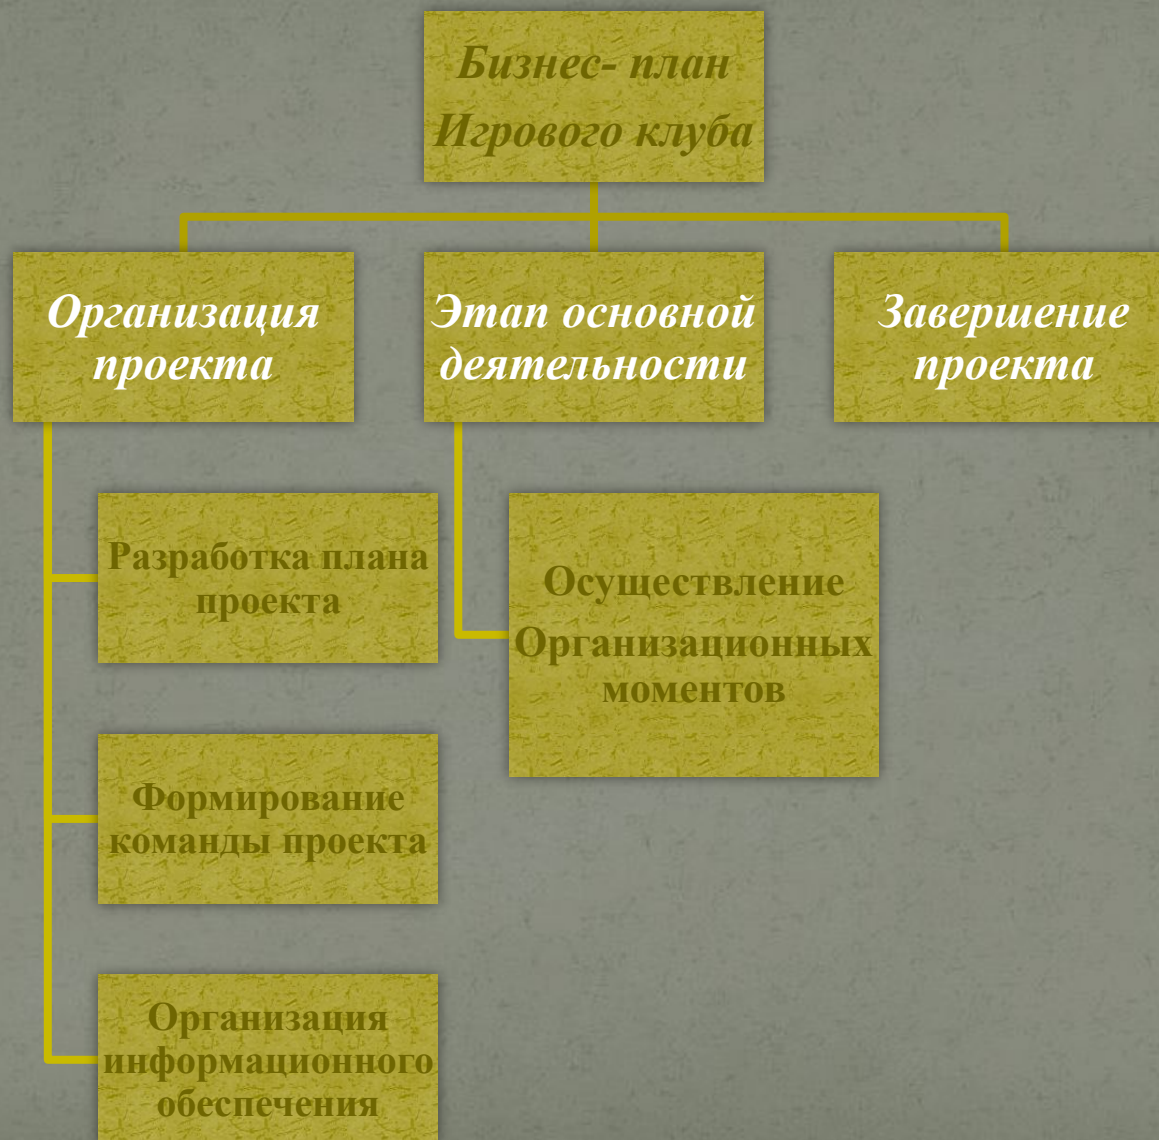 Бизнес- план
Игрового клуба
Организация
проекта
Этап основной
деятельности
Завершение
проекта
Разработка плана
проекта
Осуществление
Организационных
моментов
Формирование
команды проекта
Организация
информационного
обеспечения